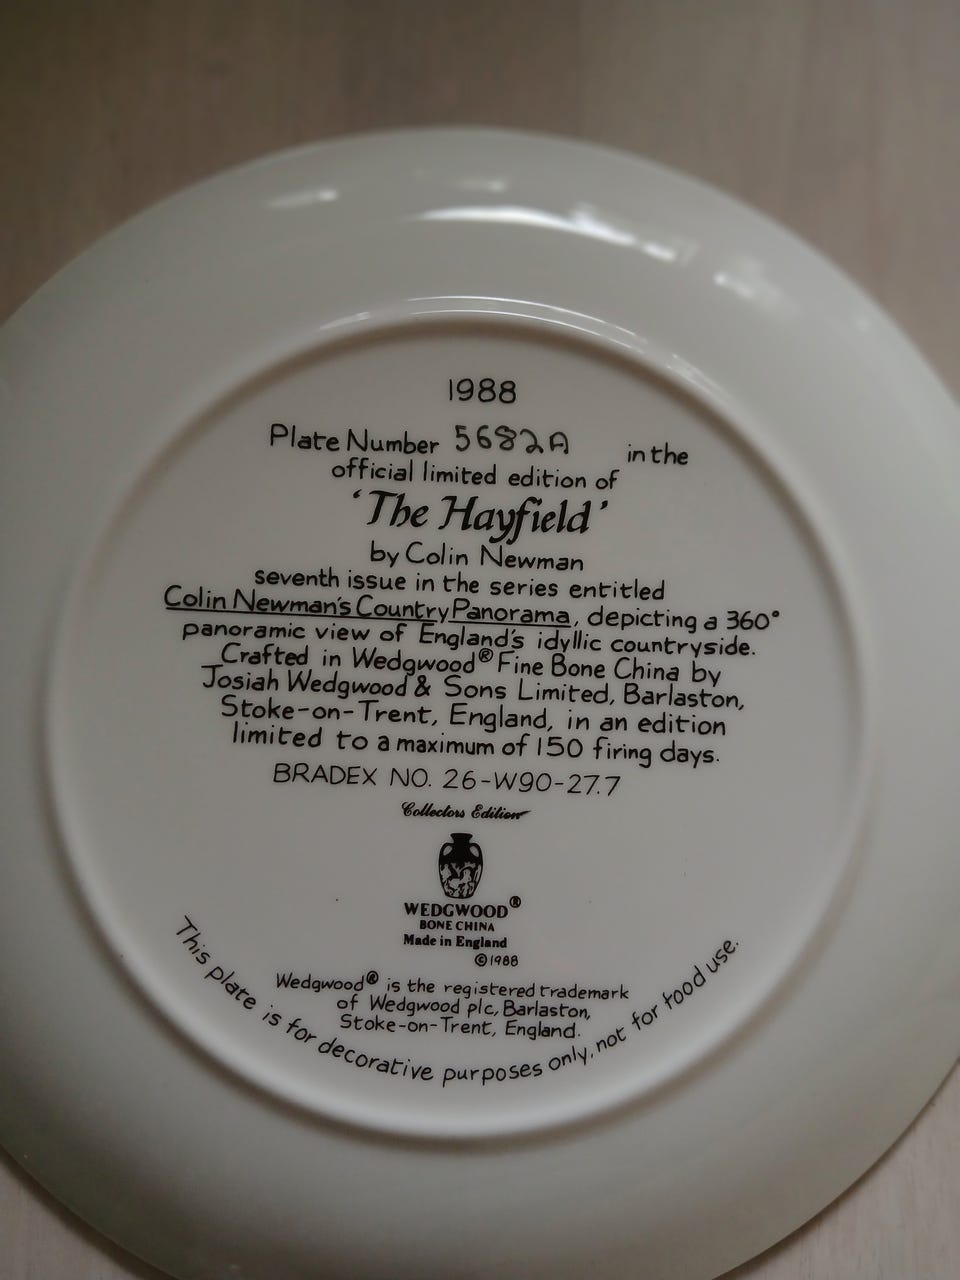 1988
Plate Number 5682A in the
official limited edition of
‘The Hayfield’
by Colin Newman
seventh issue in the series entitled
Colin Newman's Country Panorama, depicting a 360°
panoramic view of England's idyllic countryside.
Crafted in Wedgwood® Fine Bone China by
Josiah Wedgwood & Sons Limited, Barlaston,
Stoke-on-Trent, England, in an edition
limited to a maximum of 150 firing days.
BRADEX NO. 26-W90-27.7
Collectors Edition
WEDGWOOD®
BONE CHINA
Made in England
©1988
Wedgwood® is the registered trademark
of Wedgwood plc, Barlaston,
Stoke-on-Trent, England.
This plate is for decorative purposes only, not for food use.